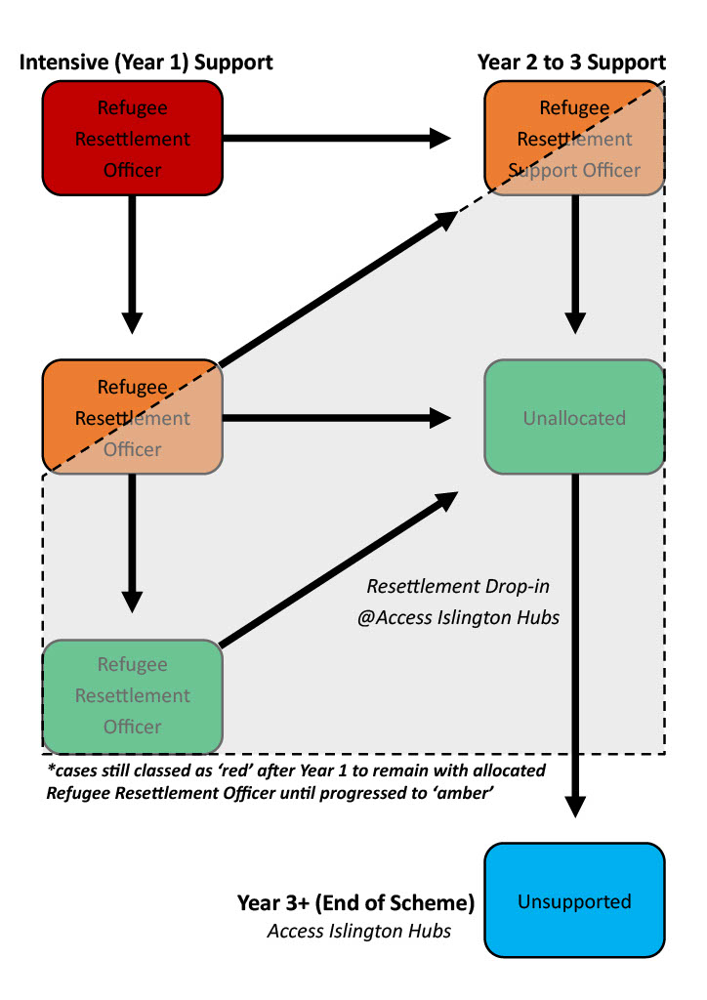 Intensive (Year 1) Support
Year 2 to 3 Support
Refugee
Resettlement
Officer
Refugee
Resettlement
Support Officer
Refugee
Resettlement
Officer
Unallocated
Resettlement Drop-in
@Access Islington Hubs
Refugee
Resettlement
Officer
*cases still classed as ‘red’ after Year 1 to remain with allocated
Refugee Resettlement Officer until progressed to ‘amber’
Year 3+ (End of Scheme)
Access Islington Hubs
Unsupported